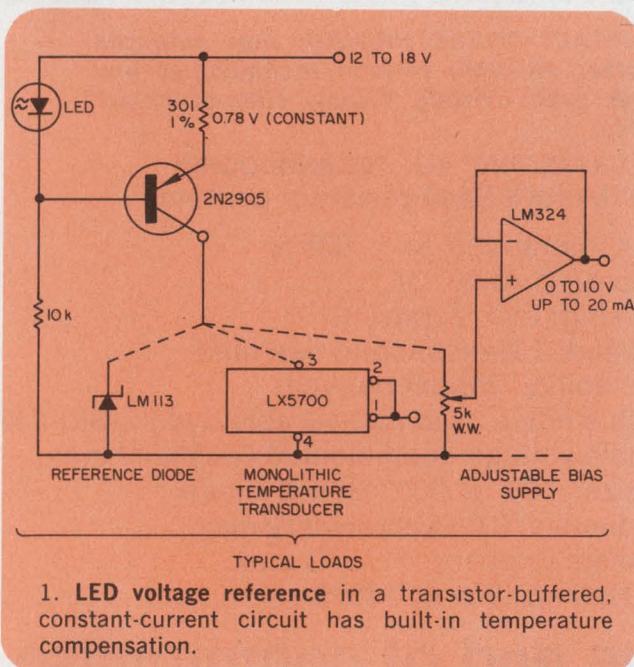 12 TO 18 V
LED
301
1%
0.78 V (CONSTANT)
2N2905
LM324
−
+
0 TO 10 V
UP TO 20 mA
10 k
3
2
LM113
LX5700
1
5k
W.W.
4
REFERENCE DIODE
MONOLITHIC
TEMPERATURE
TRANSDUCER
ADJUSTABLE BIAS
SUPPLY
TYPICAL LOADS
1. LED voltage reference in a transistor-buffered,
constant-current circuit has built-in temperature
compensation.